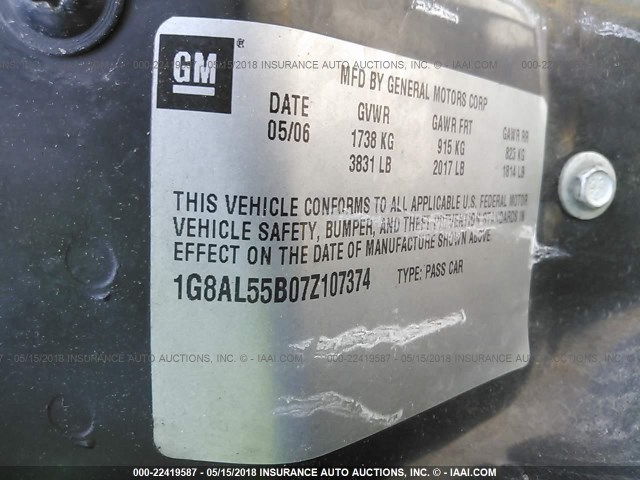 GM®
MFD BY GENERAL MOTORS CORP
DATE GVWR GAWR FRT GAWR RR
05/06 1738 KG 915 KG 823 KG
3831 LB 2017 LB 1814 LB
THIS VEHICLE CONFORMS TO ALL APPLICABLE U.S. FEDERAL MOTOR
VEHICLE SAFETY, BUMPER, AND THEFT PREVENTION STANDARDS IN
EFFECT ON THE DATE OF MANUFACTURE SHOWN ABOVE
1G8AL55B07Z107374 TYPE: PASS CAR
000-22419587 - 05/15/2018 - INSURANCE AUTO AUCTIONS, INC. - © - IAAI.COM